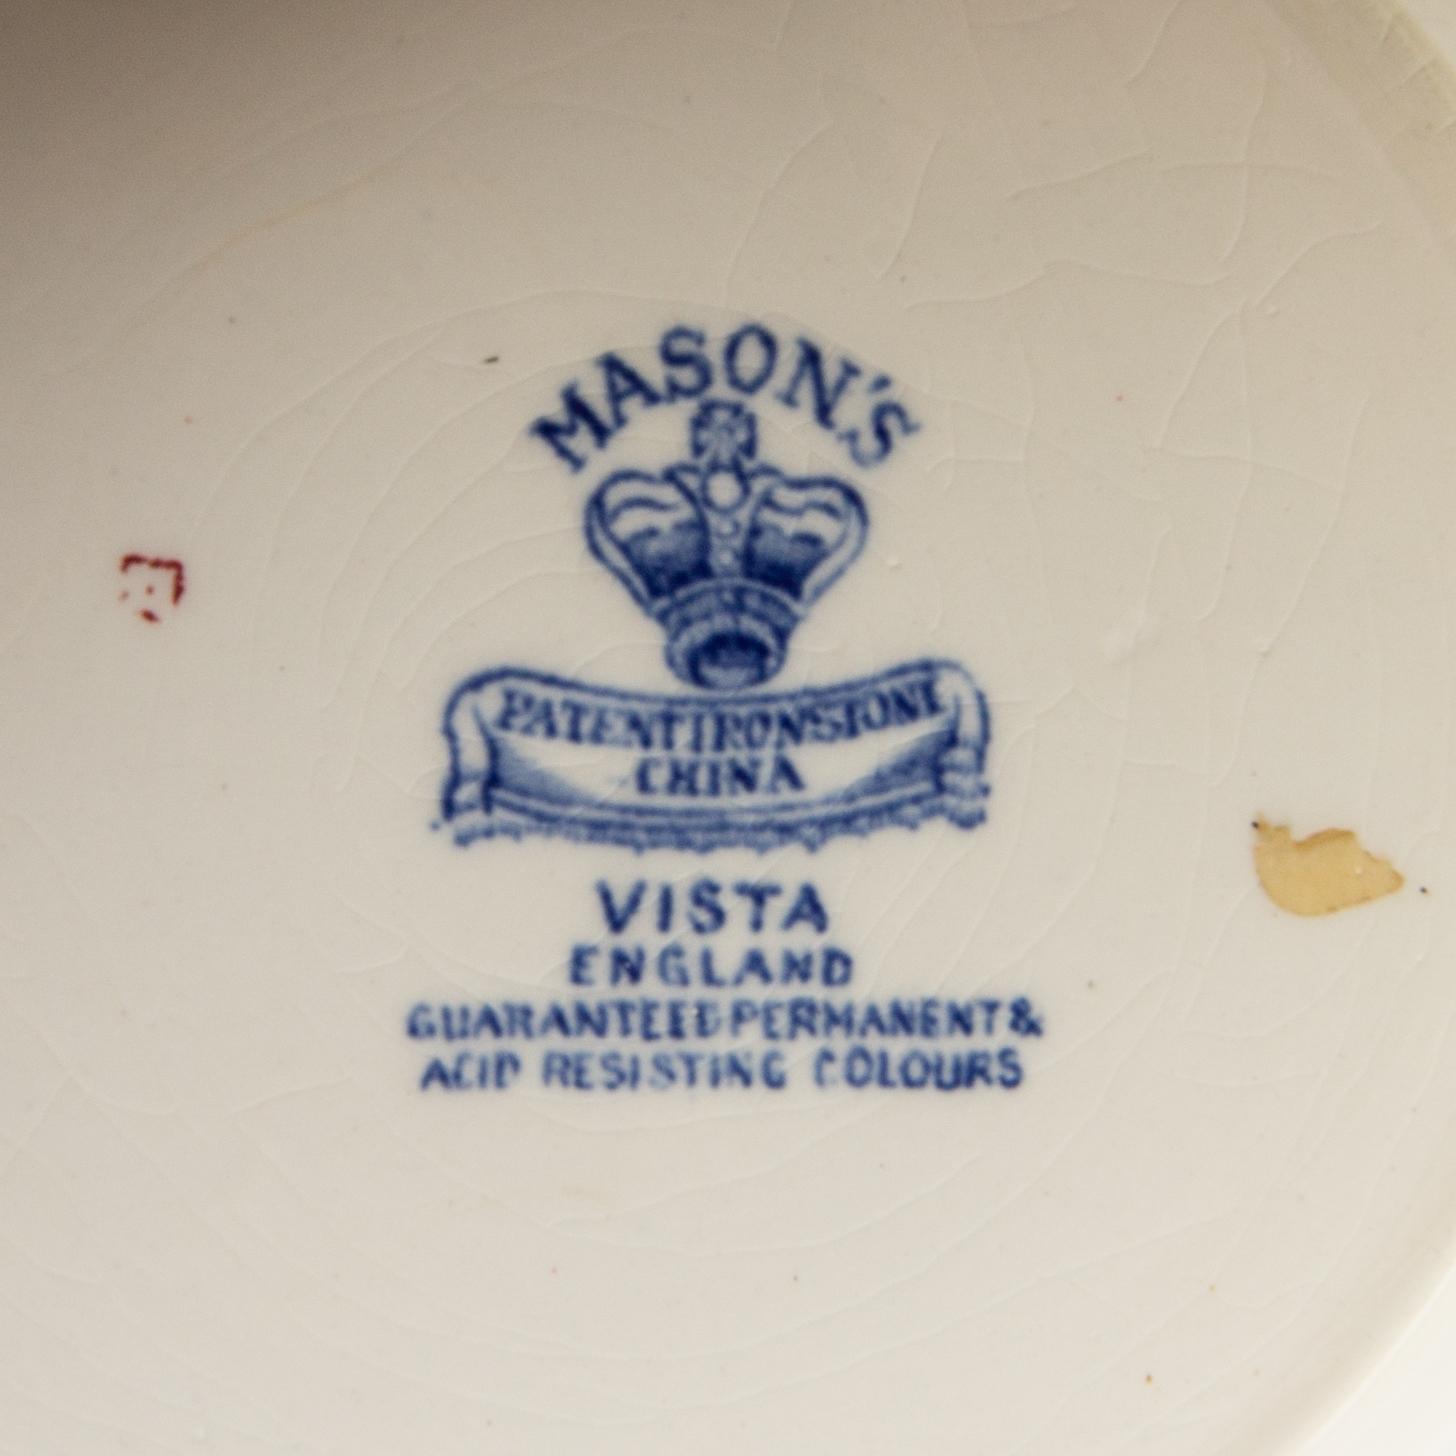 MASON'S
PATENT IRONSTONE
CHINA
VISTA
ENGLAND
GUARANTEED PERMANENT &
ACID RESISTING COLOURS